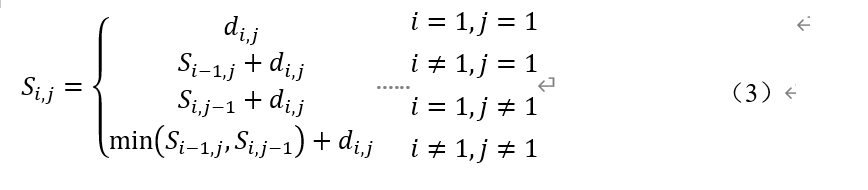 d_{i,j} i = 1, j = 1
S_{i−1,j} + d_{i,j} i ≠ 1, j = 1
S_{i,j} = { …… （3）
S_{i,j−1} + d_{i,j} i = 1, j ≠ 1
min(S_{i−1,j}, S_{i,j−1}) + d_{i,j} i ≠ 1, j ≠ 1